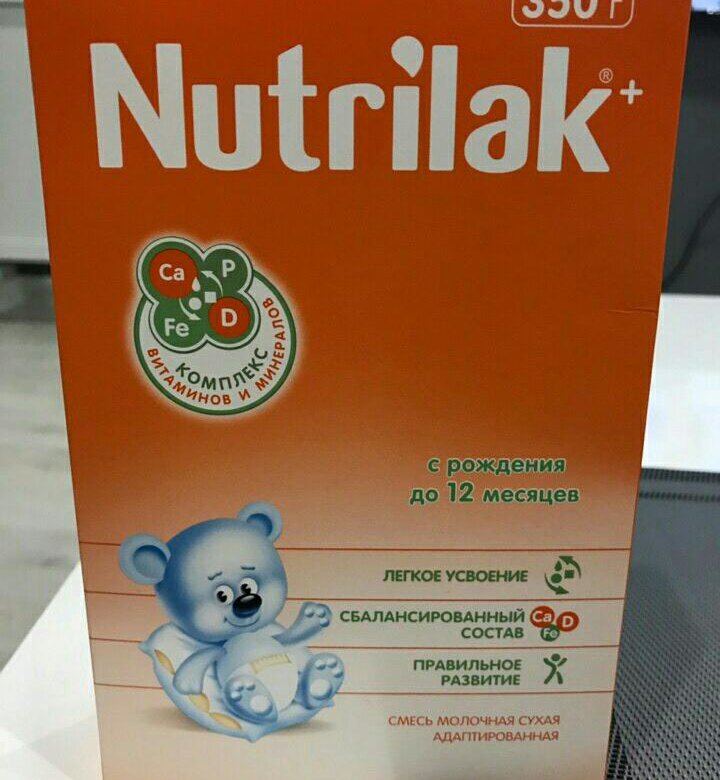 350 г
Nutrilak®+
Ca P
Fe D
КОМПЛЕКС
ВИТАМИНОВ И МИНЕРАЛОВ
с рождения
до 12 месяцев
ЛЕГКОЕ УСВОЕНИЕ
СБАЛАНСИРОВАННЫЙ
СОСТАВ
Ca D
Fe
ПРАВИЛЬНОЕ
РАЗВИТИЕ
СМЕСЬ МОЛОЧНАЯ СУХАЯ
АДАПТИРОВАННАЯ